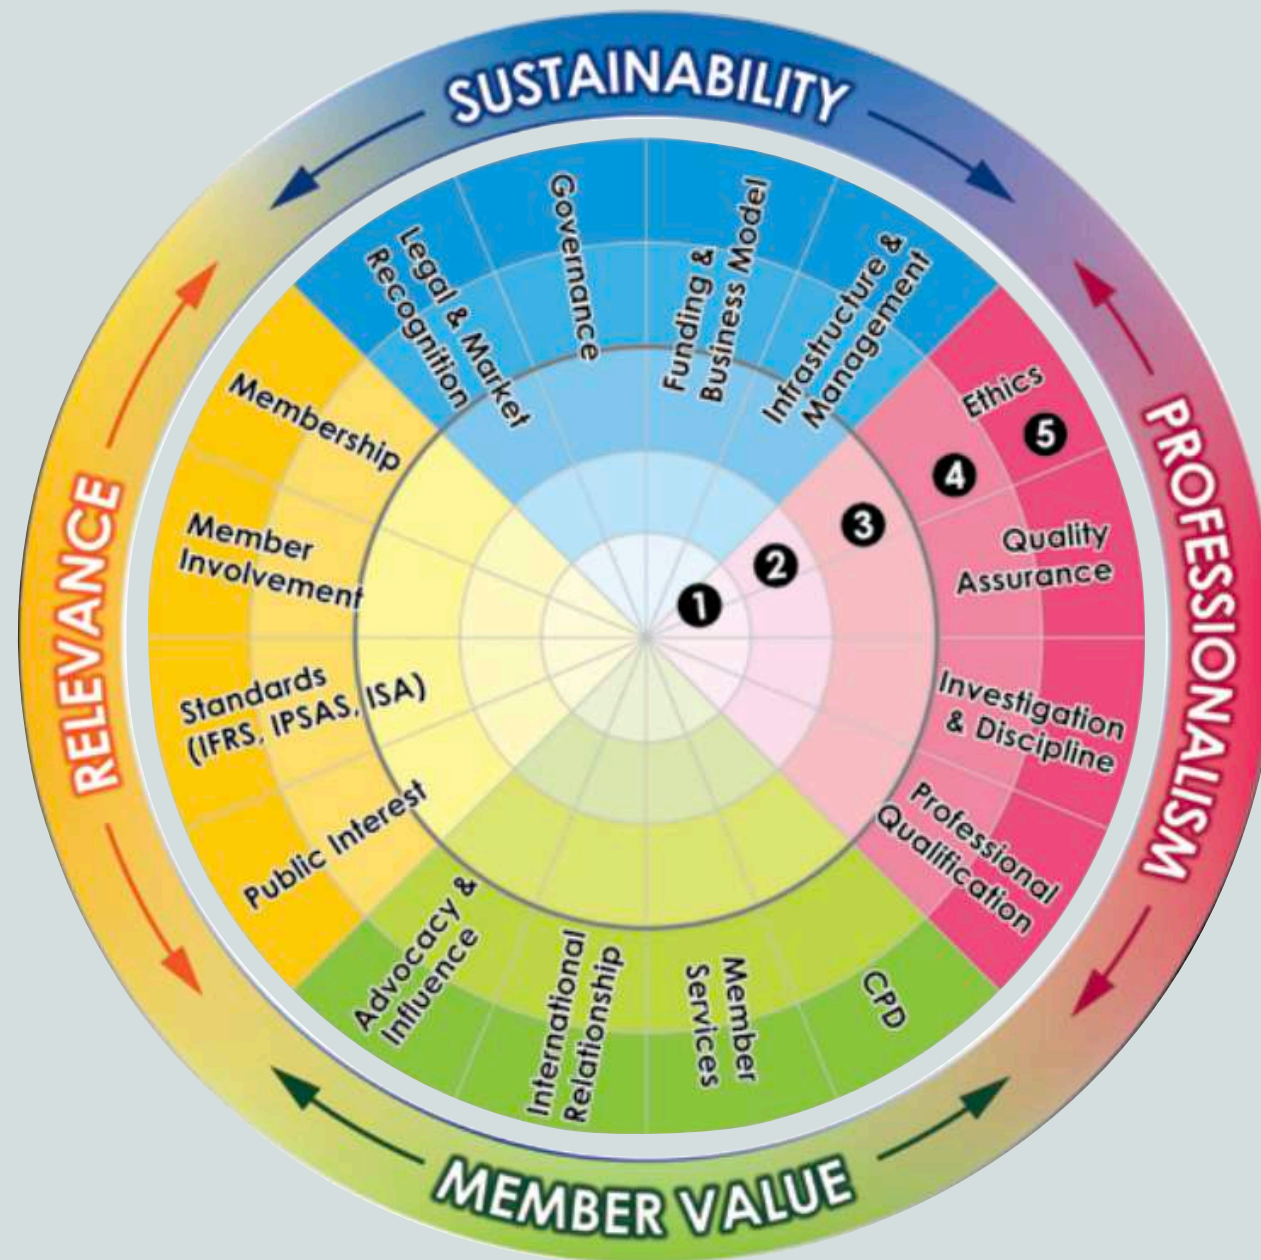 SUSTAINABILITY
Legal & Market
Recognition
Governance
Funding &
Business Model
Infrastructure &
Management
PROFESSIONALISM
Ethics
Quality
Assurance
Investigation
& Discipline
Professional
Qualification
1
2
3
4
5
MEMBER VALUE
CPD
Member
Services
International
Relationship
Advocacy &
Influence
RELEVANCE
Public Interest
Standards
(IFRS, IPSAS, ISA)
Member
Involvement
Membership